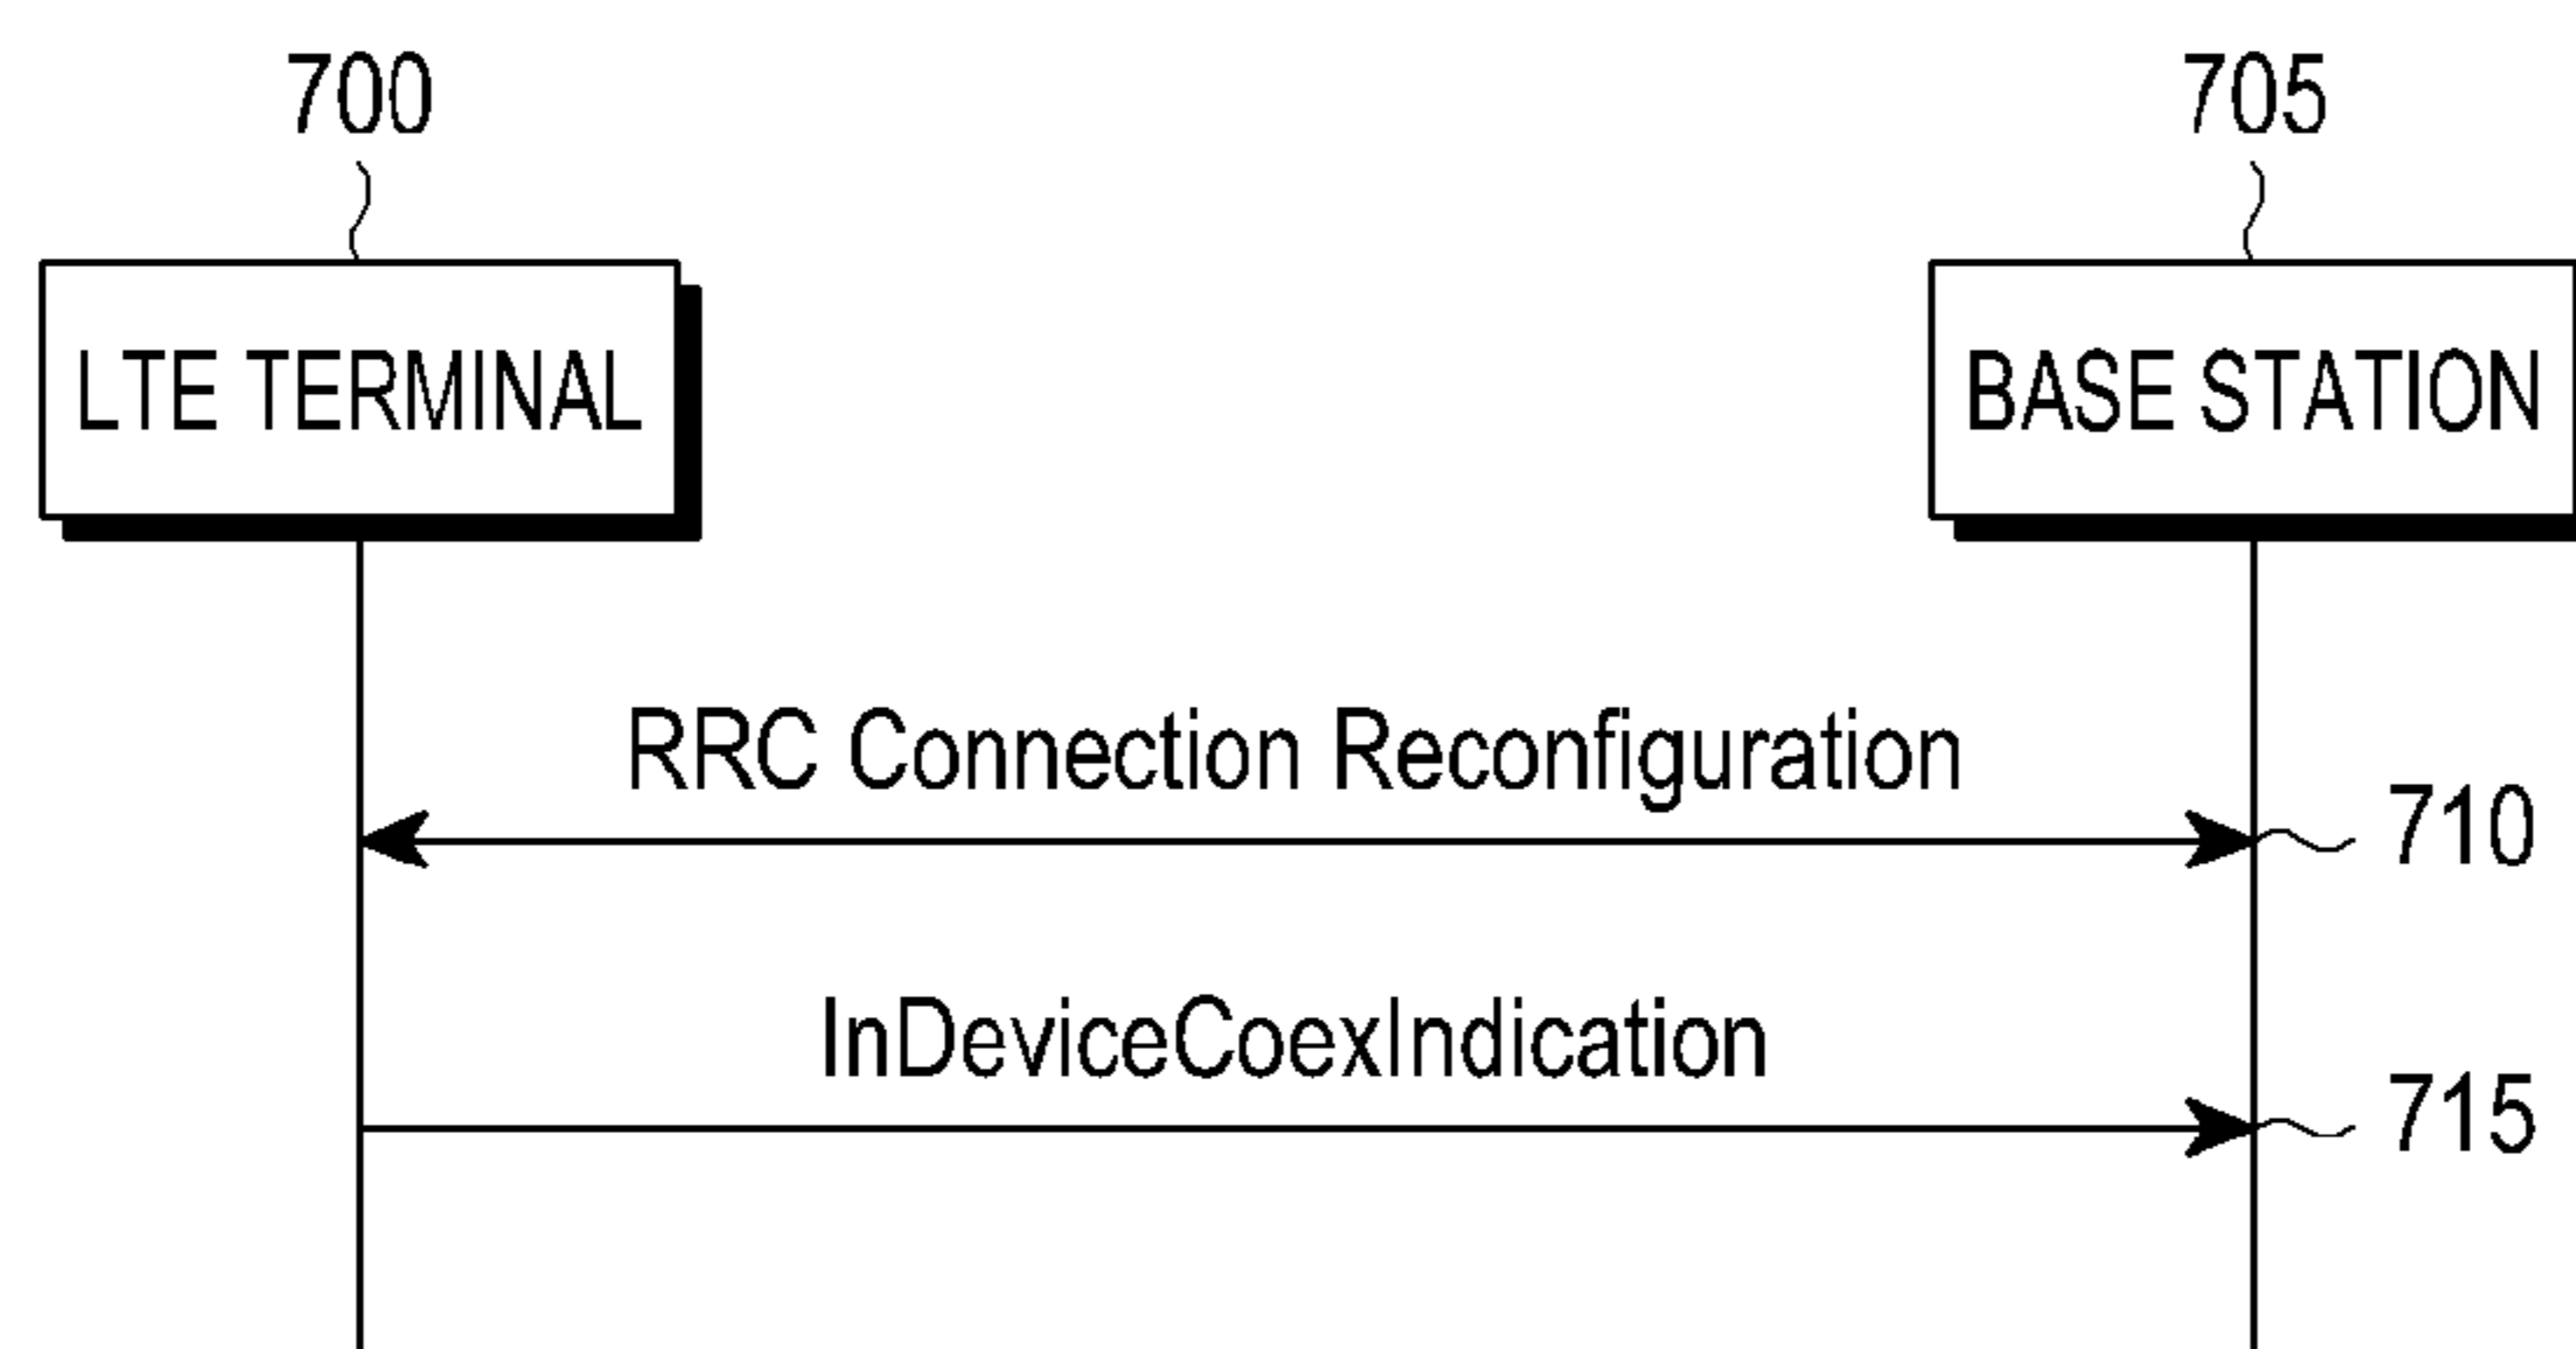 700
705
LTE TERMINAL
BASE STATION
RRC Connection Reconfiguration
710
InDeviceCoexIndication
715